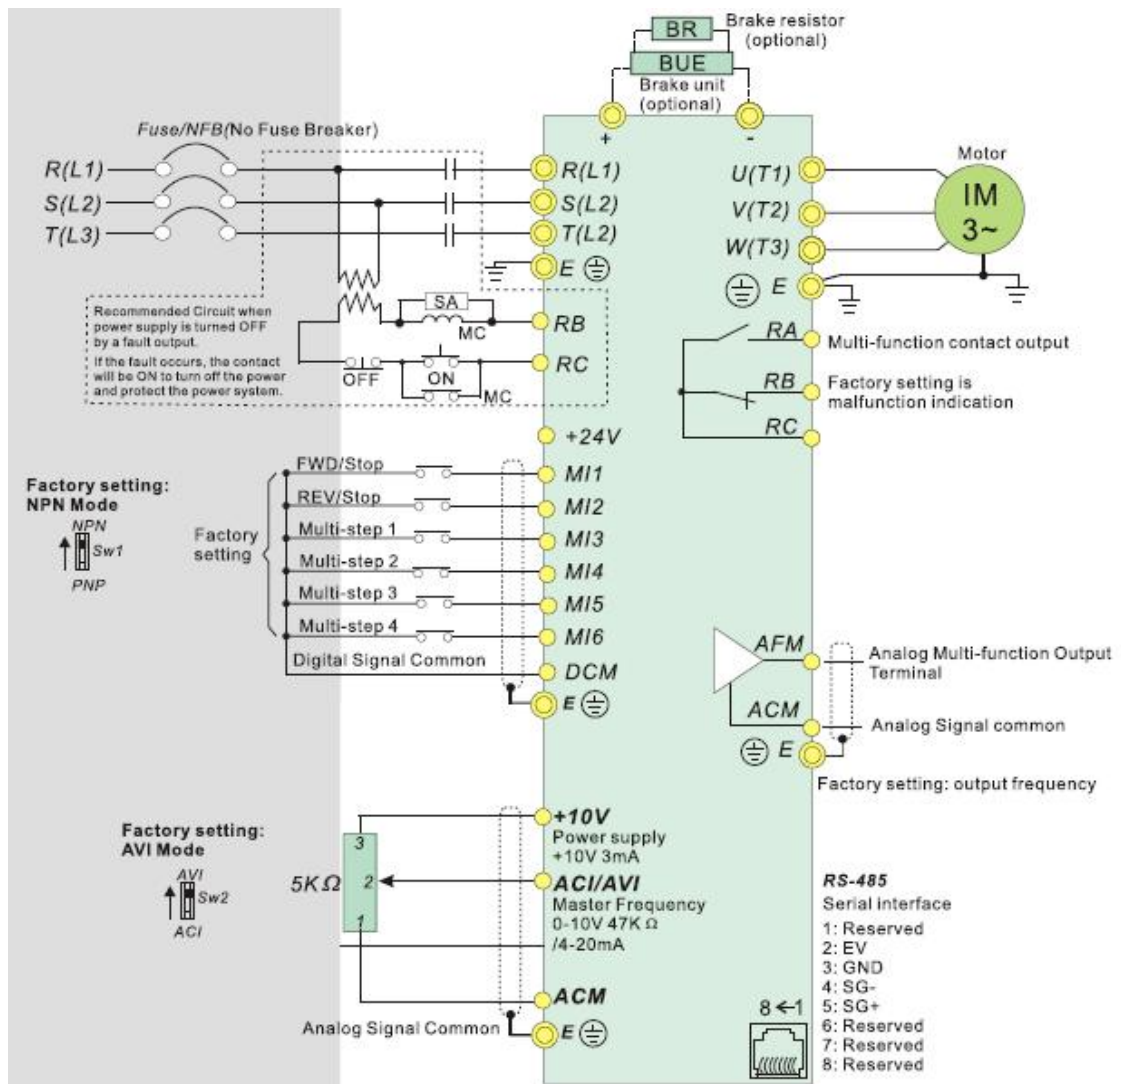 BR
Brake resistor
(optional)
BUE
Brake unit
(optional)
+
-
Fuse/NFB(No Fuse Breaker)
R(L1)
S(L2)
T(L3)
R(L1)
S(L2)
T(L2)
E
Recommended Circuit when
power supply is turned OFF
by a fault output.
If the fault occurs, the contact
will be ON to turn off the power
and protect the power system.
SA
MC
OFF
ON
MC
RB
RC
U(T1)
V(T2)
W(T3)
E
Motor
IM
3~
RA
Multi-function contact output
RB
Factory setting is
malfunction indication
RC
+24V
Factory setting:
NPN Mode
NPN
Sw1
PNP
Factory
setting
FWD/Stop
MI1
REV/Stop
MI2
Multi-step 1
MI3
Multi-step 2
MI4
Multi-step 3
MI5
Multi-step 4
MI6
Digital Signal Common
DCM
E
AFM
Analog Multi-function Output
Terminal
ACM
Analog Signal common
E
Factory setting: output frequency
Factory setting:
AVI Mode
AVI
Sw2
ACI
5KΩ
3
2
1
+10V
Power supply
+10V 3mA
ACI/AVI
Master Frequency
0-10V 47KΩ
/4-20mA
ACM
Analog Signal Common
E
8←1
RS-485
Serial interface
1: Reserved
2: EV
3: GND
4: SG-
5: SG+
6: Reserved
7: Reserved
8: Reserved